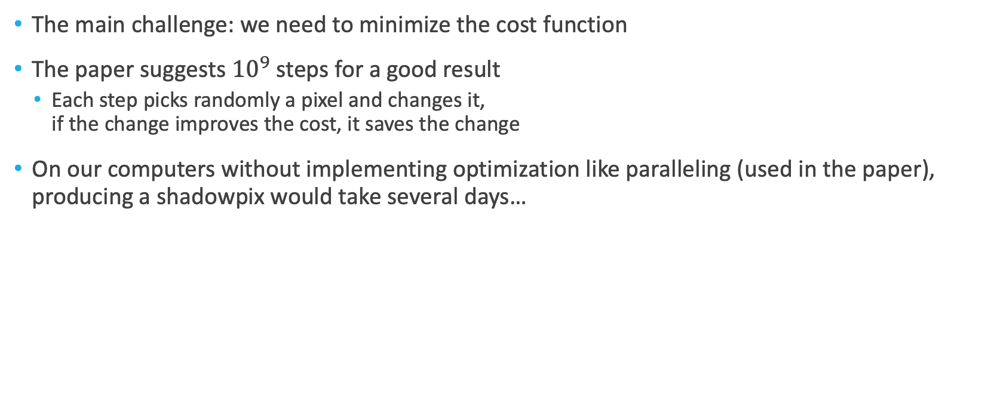 • The main challenge: we need to minimize the cost function
• The paper suggests 10⁹ steps for a good result
• Each step picks randomly a pixel and changes it,
if the change improves the cost, it saves the change
• On our computers without implementing optimization like paralleling (used in the paper),
producing a shadowpix would take several days...